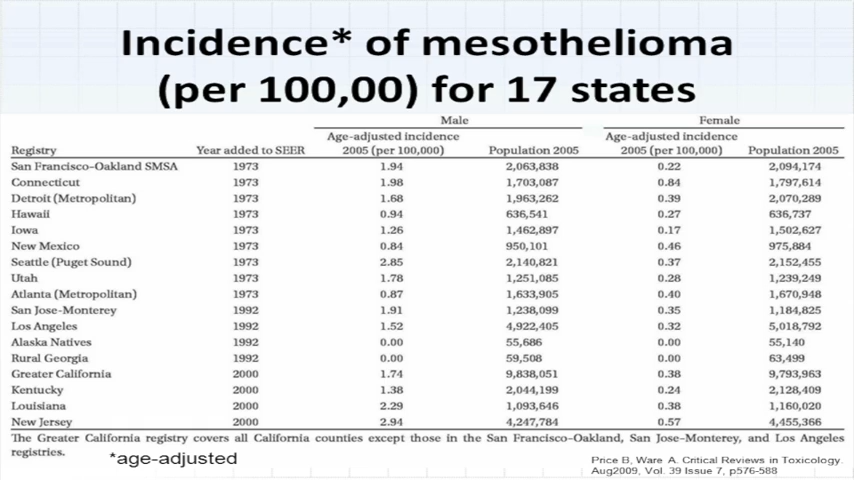 Incidence* of mesothelioma
(per 100,00) for 17 states
Male Female
Age-adjusted incidence Age-adjusted incidence
Registry Year added to SEER 2005 (per 100,000) Population 2005 2005 (per 100,000) Population 2005
San Francisco–Oakland SMSA 1973 1.94 2,063,838 0.22 2,094,174
Connecticut 1973 1.98 1,703,087 0.84 1,797,614
Detroit (Metropolitan) 1973 1.68 1,963,262 0.39 2,070,289
Hawaii 1973 0.94 636,541 0.27 636,737
Iowa 1973 1.26 1,462,897 0.17 1,502,627
New Mexico 1973 0.84 950,101 0.46 975,884
Seattle (Puget Sound) 1973 2.85 2,140,821 0.37 2,152,455
Utah 1973 1.78 1,251,085 0.28 1,239,249
Atlanta (Metropolitan) 1973 0.87 1,633,905 0.40 1,670,948
San Jose–Monterey 1992 1.91 1,238,099 0.35 1,184,825
Los Angeles 1992 1.52 4,922,405 0.32 5,018,792
Alaska Natives 1992 0.00 55,686 0.00 55,140
Rural Georgia 1992 0.00 59,508 0.00 63,499
Greater California 2000 1.74 9,838,051 0.38 9,793,963
Kentucky 2000 1.38 2,044,199 0.24 2,128,409
Louisiana 2000 2.29 1,093,646 0.38 1,160,020
New Jersey 2000 2.94 4,247,784 0.57 4,455,366
The Greater California registry covers all California counties except those in the San Francisco–Oakland, San Jose–Monterey, and Los Angeles
registries.
*age-adjusted
Price B, Ware A. Critical Reviews in Toxicology.
Aug2009, Vol. 39 Issue 7, p576-588